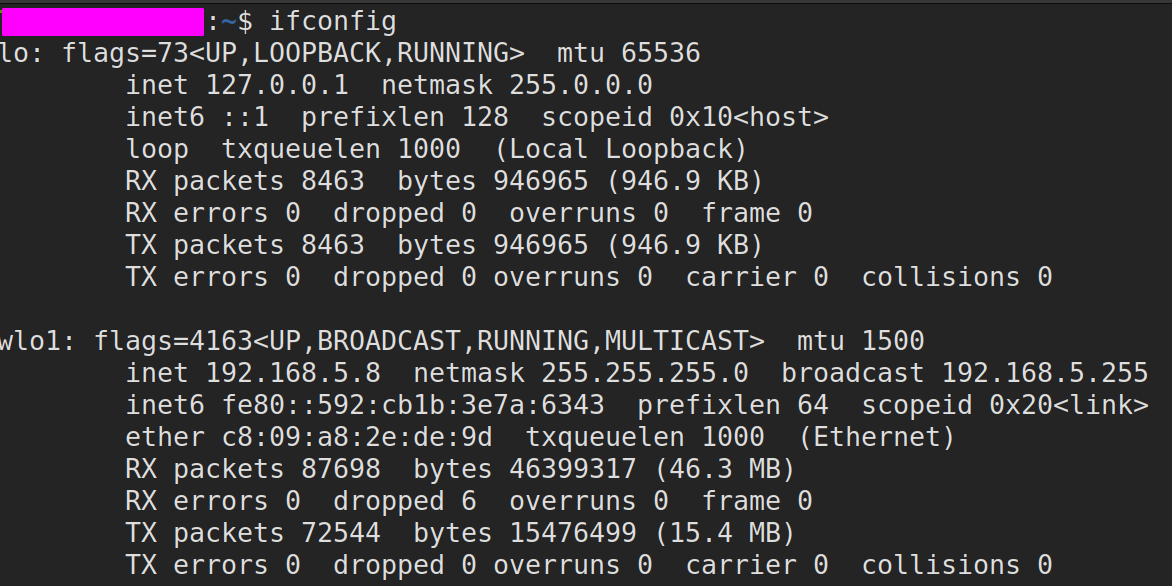 :~$ ifconfig
lo: flags=73<UP,LOOPBACK,RUNNING>  mtu 65536
        inet 127.0.0.1  netmask 255.0.0.0
        inet6 ::1  prefixlen 128  scopeid 0x10<host>
        loop  txqueuelen 1000  (Local Loopback)
        RX packets 8463  bytes 946965 (946.9 KB)
        RX errors 0  dropped 0  overruns 0  frame 0
        TX packets 8463  bytes 946965 (946.9 KB)
        TX errors 0  dropped 0 overruns 0  carrier 0  collisions 0

wlo1: flags=4163<UP,BROADCAST,RUNNING,MULTICAST>  mtu 1500
        inet 192.168.5.8  netmask 255.255.255.0  broadcast 192.168.5.255
        inet6 fe80::592:cb1b:3e7a:6343  prefixlen 64  scopeid 0x20<link>
        ether c8:09:a8:2e:de:9d  txqueuelen 1000  (Ethernet)
        RX packets 87698  bytes 46399317 (46.3 MB)
        RX errors 0  dropped 6  overruns 0  frame 0
        TX packets 72544  bytes 15476499 (15.4 MB)
        TX errors 0  dropped 0 overruns 0  carrier 0  collisions 0